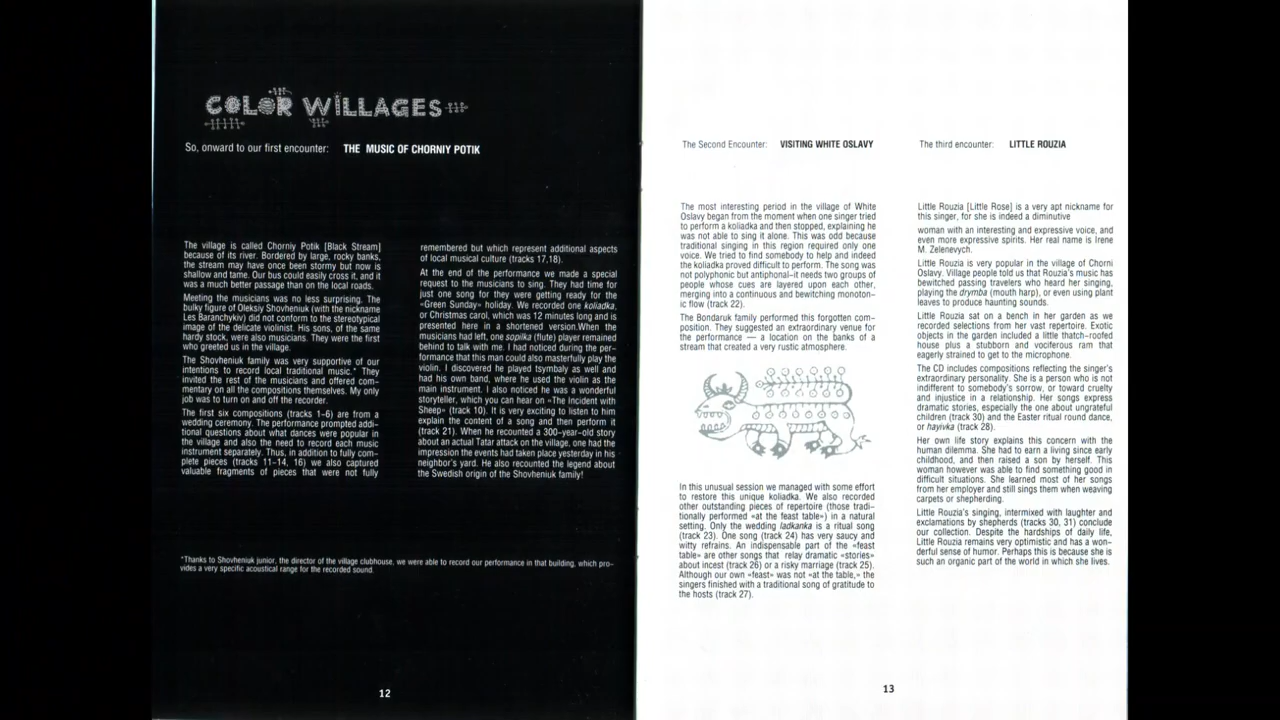 COLOR WILLAGES
So, onward to our first encounter: THE MUSIC OF CHORNIY POTIK
The village is called Chorniy Potik [Black Stream]
because of its river. Bordered by large, rocky banks,
the stream may have once been stormy but now is
shallow and tame. Our bus could easily cross it, and it
was a much better passage than on the local roads.
Meeting the musicians was no less surprising. The
bulky figure of Oleksiy Shovheniuk (with the nickname
Les Baranchykiv) did not conform to the stereotypical
image of the delicate violinist. His sons, of the same
hardy stock, were also musicians. They were the first
who greeted us in the village.
The Shovheniuk family was very supportive of our
intentions to record local traditional music.* They
invited the rest of the musicians and offered com-
mentary on all the compositions themselves. My only
job was to turn on and off the recorder.
The first six compositions (tracks 1-6) are from a
wedding ceremony. The performance prompted addi-
tional questions about what dances were popular in
the village and also the need to record each music
instrument separately. Thus, in addition to fully com-
plete pieces (tracks 11–14, 16) we also captured
valuable fragments of pieces that were not fully
remembered but which represent additional aspects
of local musical culture (tracks 17,18).
At the end of the performance we made a special
request to the musicians to sing. They had time for
just one song for they were getting ready for the
«Green Sunday» holiday. We recorded one koliadka,
or Christmas carol, which was 12 minutes long and is
presented here in a shortened version.When the
musicians had left, one sopilka (flute) player remained
behind to talk with me. I had noticed during the per-
formance that this man could also masterfully play the
violin. I discovered he played tsymbaly as well and
had his own band, where he used the violin as the
main instrument. I also noticed he was a wonderful
storyteller, which you can hear on «The Incident with
Sheep» (track 10). It is very exciting to listen to him
explain the content of a song and then perform it
(track 21). When he recounted a 300-year-old story
about an actual Tatar attack on the village, one had the
impression the events had taken place yesterday in his
neighbor's yard. He also recounted the legend about
the Swedish origin of the Shovheniuk family!
*Thanks to Shovheniuk junior, the director of the village clubhouse, we were able to record our performance in that building, which pro-
vides a very specific acoustical range for the recorded sound.
12
The Second Encounter: VISITING WHITE OSLAVY
The most interesting period in the village of White
Oslavy began from the moment when one singer tried
to perform a koliadka and then stopped, explaining he
was not able to sing it alone. This was odd because
traditional singing in this region required only one
voice. We tried to find somebody to help and indeed
the koliadka proved difficult to perform. The song was
not polyphonic but antiphonal–it needs two groups of
people whose cues are layered upon each other,
merging into a continuous and bewitching monoton-
ic flow (track 22).
The Bondaruk family performed this forgotten com-
position. They suggested an extraordinary venue for
the performance — a location on the banks of a
stream that created a very rustic atmosphere.
In this unusual session we managed with some effort
to restore this unique koliadka. We also recorded
other outstanding pieces of repertoire (those tradi-
tionally performed «at the feast table») in a natural
setting. Only the wedding ladkanka is a ritual song
(track 23). One song (track 24) has very saucy and
witty refrains. An indispensable part of the «feast
table» are other songs that relay dramatic «stories»
about incest (track 26) or a risky marriage (track 25).
Although our own «feast» was not «at the table,» the
singers finished with a traditional song of gratitude to
the hosts (track 27).
The third encounter: LITTLE ROUZIA
Little Rouzia [Little Rose] is a very apt nickname for
this singer, for she is indeed a diminutive
woman with an interesting and expressive voice, and
even more expressive spirits. Her real name is Irene
M. Zelenevych.
Little Rouzia is very popular in the village of Chorni
Oslavy. Village people told us that Rouzia's music has
bewitched passing travelers who heard her singing,
playing the drymba (mouth harp), or even using plant
leaves to produce haunting sounds.
Little Rouzia sat on a bench in her garden as we
recorded selections from her vast repertoire. Exotic
objects in the garden included a little thatch–roofed
house plus a stubborn and vociferous ram that
eagerly strained to get to the microphone.
The CD includes compositions reflecting the singer's
extraordinary personality. She is a person who is not
indifferent to somebody's sorrow, or toward cruelty
and injustice in a relationship. Her songs express
dramatic stories, especially the one about ungrateful
children (track 30) and the Easter ritual round dance,
or hayivka (track 28).
Her own life story explains this concern with the
human dilemma. She had to earn a living since early
childhood, and then raised a son by herself. This
woman however was able to find something good in
difficult situations. She learned most of her songs
from her employer and still sings them when weaving
carpets or shepherding.
Little Rouzia's singing, intermixed with laughter and
exclamations by shepherds (tracks 30, 31) conclude
our collection. Despite the hardships of daily life,
Little Rouzia remains very optimistic and has a won-
derful sense of humor. Perhaps this is because she is
such an organic part of the world in which she lives.
13